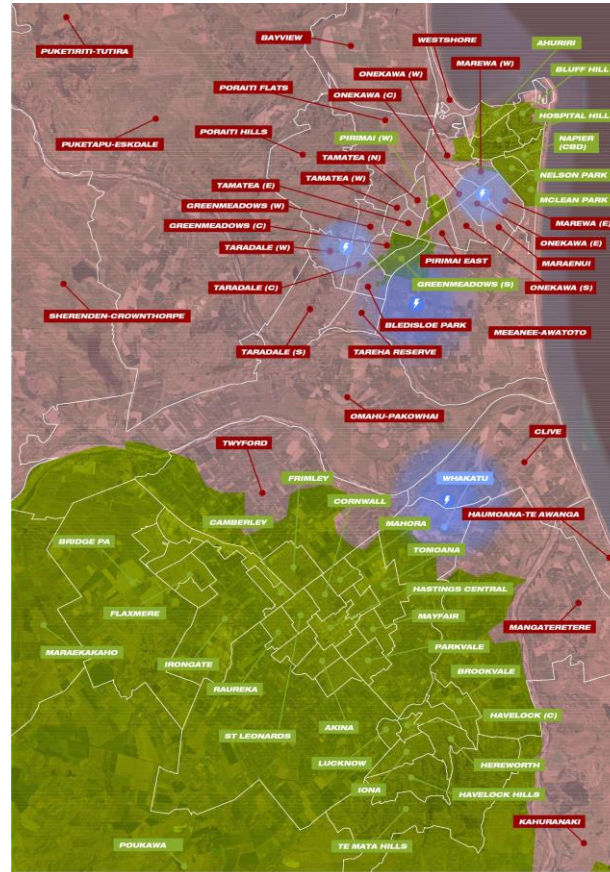 PUKETIRITI-TUTIRA
BAYVIEW
WESTSHORE
AHURIRI
ONEKAWA (W)
MAREWA (W)
BLUFF HILL
PORAITI FLATS
ONEKAWA (C)
HOSPITAL HILL
PUKETAPU-ESKDALE
PORAITI HILLS
PIRIMAI (W)
NAPIER
(CBD)
TAMATEA (N)
TAMATEA (W)
NELSON PARK
TAMATEA (E)
MCLEAN PARK
GREENMEADOWS (W)
GREENMEADOWS (C)
MAREWA (E)
TARADALE (W)
ONEKAWA (E)
PIRIMAI EAST
MARAENUI
TARADALE (C)
GREENMEADOWS (S)
ONEKAWA (S)
SHERENDEN-CROWNTHORPE
BLEDISLOE PARK
MEEANEE-AWATOTO
TARADALE (S)
TAREHA RESERVE
OMAHU-PAKOWHAI
CLIVE
TWYFORD
FRIMLEY
WHAKATU
CORNWALL
HAUMOANA-TE AWANGA
CAMBERLEY
MAHORA
BRIDGE PA
TOMOANA
HASTINGS CENTRAL
FLAXMERE
MAYFAIR
MANGATERETERE
MARAEKAKAHO
PARKVALE
IRONGATE
BROOKVALE
RAUREKA
HAVELOCK (C)
AKINA
ST LEONARDS
LUCKNOW
HEREWORTH
IONA
HAVELOCK HILLS
KAHURANAKI
POUKAWA
TE MATA HILLS